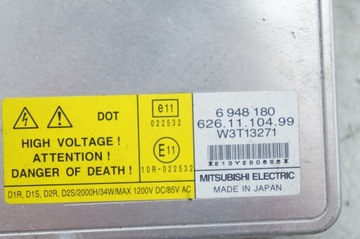 DOT
HIGH VOLTAGE !
ATTENTION !
DANGER OF DEATH !
e11
022532
E11
10R-022532
D1R, D1S, D2R, D2S/2000H/34W/MAX 1200V DC/85V AC
6 948 180
626.11.104.99
W3T13271
MITSUBISHI ELECTRIC
MADE IN JAPAN